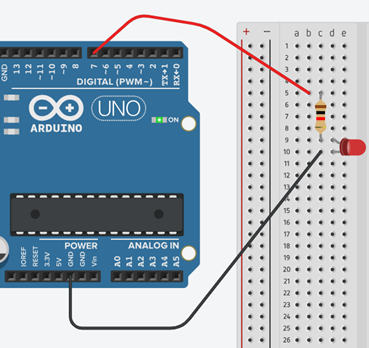 + − a b c d e
GND
13
12
~11
~10
~9
8
7
~6
~5
4
~3
2
TX→1
RX←0
DIGITAL (PWM~)
UNO
ARDUINO
ON
POWER
ANALOG IN
IOREF
RESET
3.3V
5V
GND
GND
Vin
A0
A1
A2
A3
A4
A5
1
2
3
4
5
6
7
8
9
10
11
12
13
14
15
16
17
18
19
20
21
22
23
24
25
26